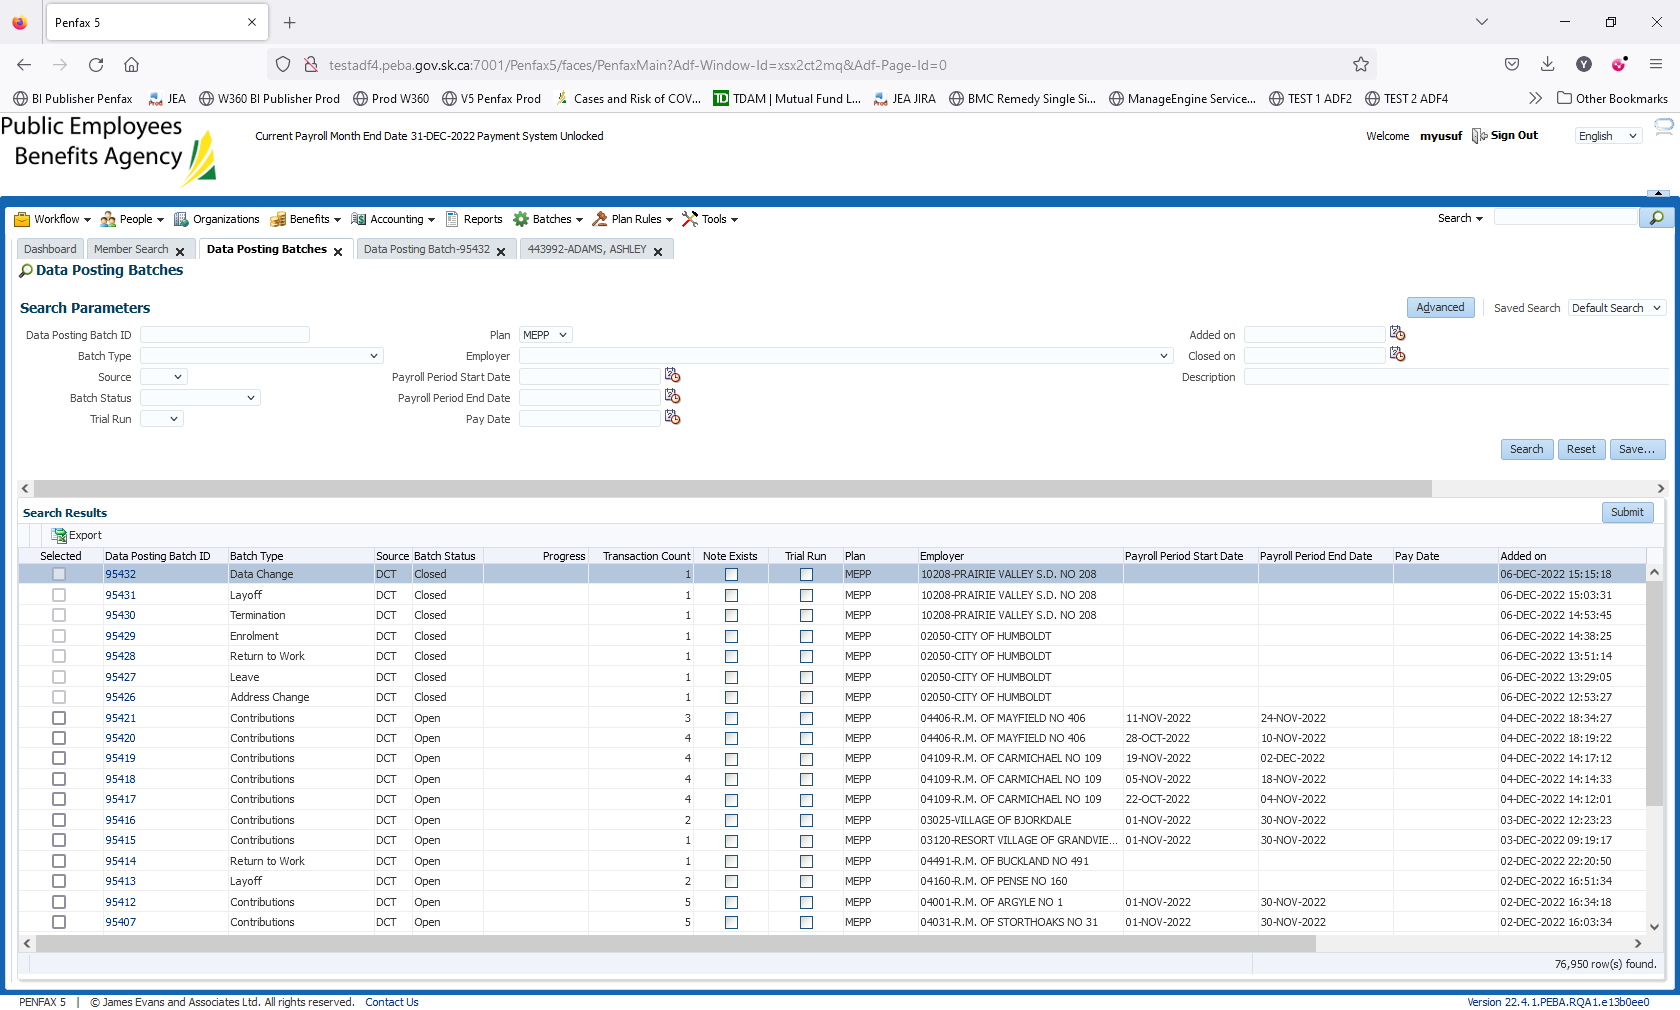 Penfax 5
testadf4.peba.gov.sk.ca:7001/Penfax5/faces/PenfaxMain?Adf-Window-Id=xsx2ct2mq&Adf-Page-Id=0
BI Publisher Penfax JEA W360 BI Publisher Prod Prod W360 V5 Penfax Prod Cases and Risk of COV... TD TDAM | Mutual Fund L... JEA JIRA BMC Remedy Single Si... ManageEngine Service... TEST 1 ADF2 TEST 2 ADF4 Other Bookmarks
Public Employees
Benefits Agency
Current Payroll Month End Date 31-DEC-2022 Payment System Unlocked
Welcome myusuf Sign Out English
Workflow People Organizations Benefits Accounting Reports Batches Plan Rules Tools Search
Dashboard Member Search Data Posting Batches Data Posting Batch-95432 443992-ADAMS, ASHLEY
Data Posting Batches
Search Parameters Advanced Saved Search Default Search
Data Posting Batch ID Plan MEPP Added on
Batch Type Employer Closed on
Source Payroll Period Start Date Description
Batch Status Payroll Period End Date
Trial Run Pay Date
Search Reset Save...
Search Results Submit
Export
Selected Data Posting Batch ID Batch Type Source Batch Status Progress Transaction Count Note Exists Trial Run Plan Employer Payroll Period Start Date Payroll Period End Date Pay Date Added on
95432 Data Change DCT Closed 1 MEPP 10208-PRAIRIE VALLEY S.D. NO 208 06-DEC-2022 15:15:18
95431 Layoff DCT Closed 1 MEPP 10208-PRAIRIE VALLEY S.D. NO 208 06-DEC-2022 15:03:31
95430 Termination DCT Closed 1 MEPP 10208-PRAIRIE VALLEY S.D. NO 208 06-DEC-2022 14:53:45
95429 Enrolment DCT Closed 1 MEPP 02050-CITY OF HUMBOLDT 06-DEC-2022 14:38:25
95428 Return to Work DCT Closed 1 MEPP 02050-CITY OF HUMBOLDT 06-DEC-2022 13:51:14
95427 Leave DCT Closed 1 MEPP 02050-CITY OF HUMBOLDT 06-DEC-2022 13:29:05
95426 Address Change DCT Closed 1 MEPP 02050-CITY OF HUMBOLDT 06-DEC-2022 12:53:27
95421 Contributions DCT Open 3 MEPP 04406-R.M. OF MAYFIELD NO 406 11-NOV-2022 24-NOV-2022 04-DEC-2022 18:34:27
95420 Contributions DCT Open 4 MEPP 04406-R.M. OF MAYFIELD NO 406 28-OCT-2022 10-NOV-2022 04-DEC-2022 18:19:22
95419 Contributions DCT Open 4 MEPP 04109-R.M. OF CARMICHAEL NO 109 19-NOV-2022 02-DEC-2022 04-DEC-2022 14:17:12
95418 Contributions DCT Open 4 MEPP 04109-R.M. OF CARMICHAEL NO 109 05-NOV-2022 18-NOV-2022 04-DEC-2022 14:14:33
95417 Contributions DCT Open 4 MEPP 04109-R.M. OF CARMICHAEL NO 109 22-OCT-2022 04-NOV-2022 04-DEC-2022 14:12:01
95416 Contributions DCT Open 2 MEPP 03025-VILLAGE OF BJORKDALE 01-NOV-2022 30-NOV-2022 03-DEC-2022 12:23:23
95415 Contributions DCT Open 1 MEPP 03120-RESORT VILLAGE OF GRANDVIE... 01-NOV-2022 30-NOV-2022 03-DEC-2022 09:19:17
95414 Return to Work DCT Open 1 MEPP 04491-R.M. OF BUCKLAND NO 491 02-DEC-2022 22:20:50
95413 Layoff DCT Open 2 MEPP 04160-R.M. OF PENSE NO 160 02-DEC-2022 16:51:34
95412 Contributions DCT Open 5 MEPP 04001-R.M. OF ARGYLE NO 1 01-NOV-2022 30-NOV-2022 02-DEC-2022 16:34:18
95407 Contributions DCT Open 5 MEPP 04031-R.M. OF STORTHOAKS NO 31 01-NOV-2022 30-NOV-2022 02-DEC-2022 16:03:34
76,950 row(s) found.
PENFAX 5 | © James Evans and Associates Ltd. All rights reserved. Contact Us Version 22.4.1.PEBA.RQA1.e13b0ee0